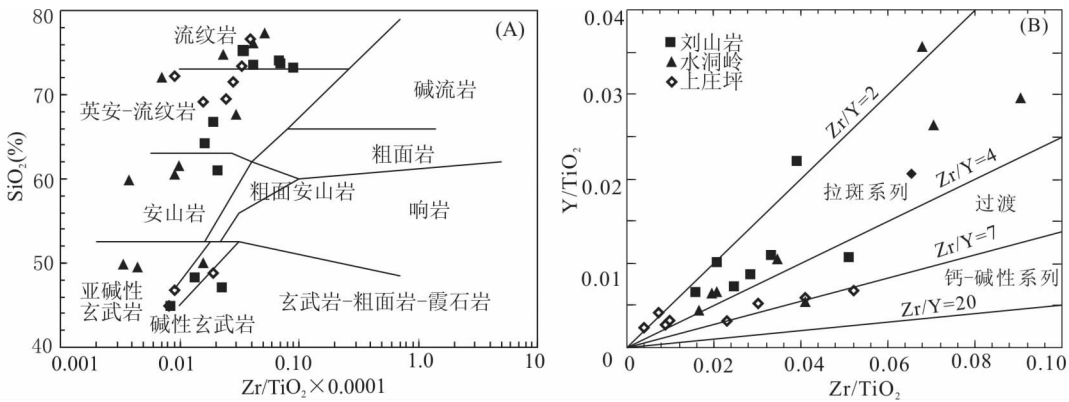 (A)
80
70
60
50
40
SiO₂(%)
流纹岩
英安-流纹岩
碱流岩
粗面岩
粗面安山岩
安山岩
响岩
亚碱性
玄武岩
碱性玄武岩
玄武岩-粗面岩-霞石岩
0.001
0.01
0.10
1.0
10
Zr/TiO₂×0.0001
(B)
0.04
0.03
0.02
0.01
0
Y/TiO₂
刘山岩
水洞岭
上庄坪
Zr/Y=2
Zr/Y=4
拉斑系列
过渡
Zr/Y=7
钙-碱性系列
Zr/Y=20
0
0.02
0.04
0.06
0.08
0.10
Zr/TiO₂